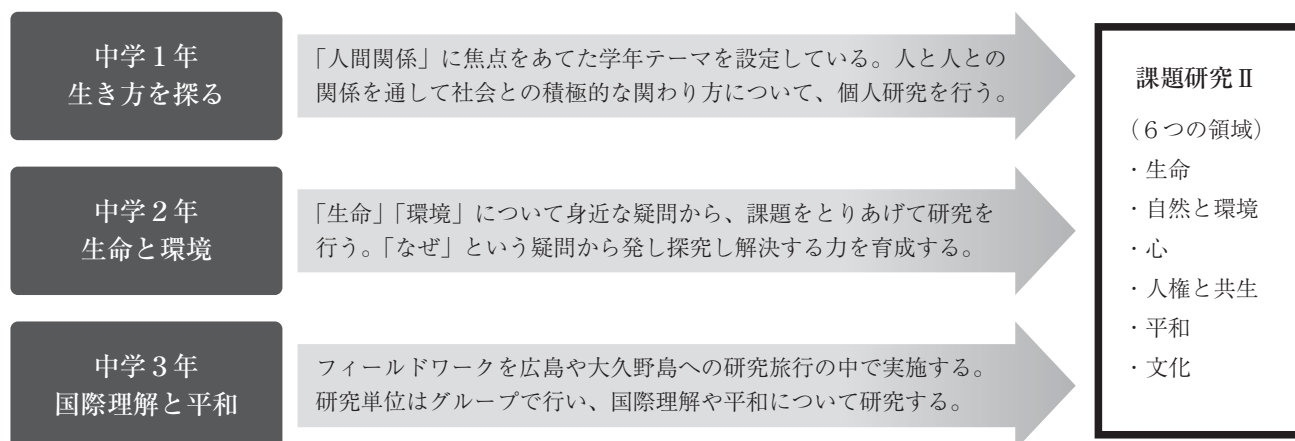 中学１年
生き方を探る
「人間関係」に焦点をあてた学年テーマを設定している。人と人との
関係を通して社会との積極的な関わり方について、個人研究を行う。
中学２年
生命と環境
「生命」「環境」について身近な疑問から、課題をとりあげて研究を
行う。「なぜ」という疑問から発し探究し解決する力を育成する。
中学３年
国際理解と平和
フィールドワークを広島や大久野島への研究旅行の中で実施する。
研究単位はグループで行い、国際理解や平和について研究する。
課題研究Ⅱ
（６つの領域）
・生命
・自然と環境
・心
・人権と共生
・平和
・文化